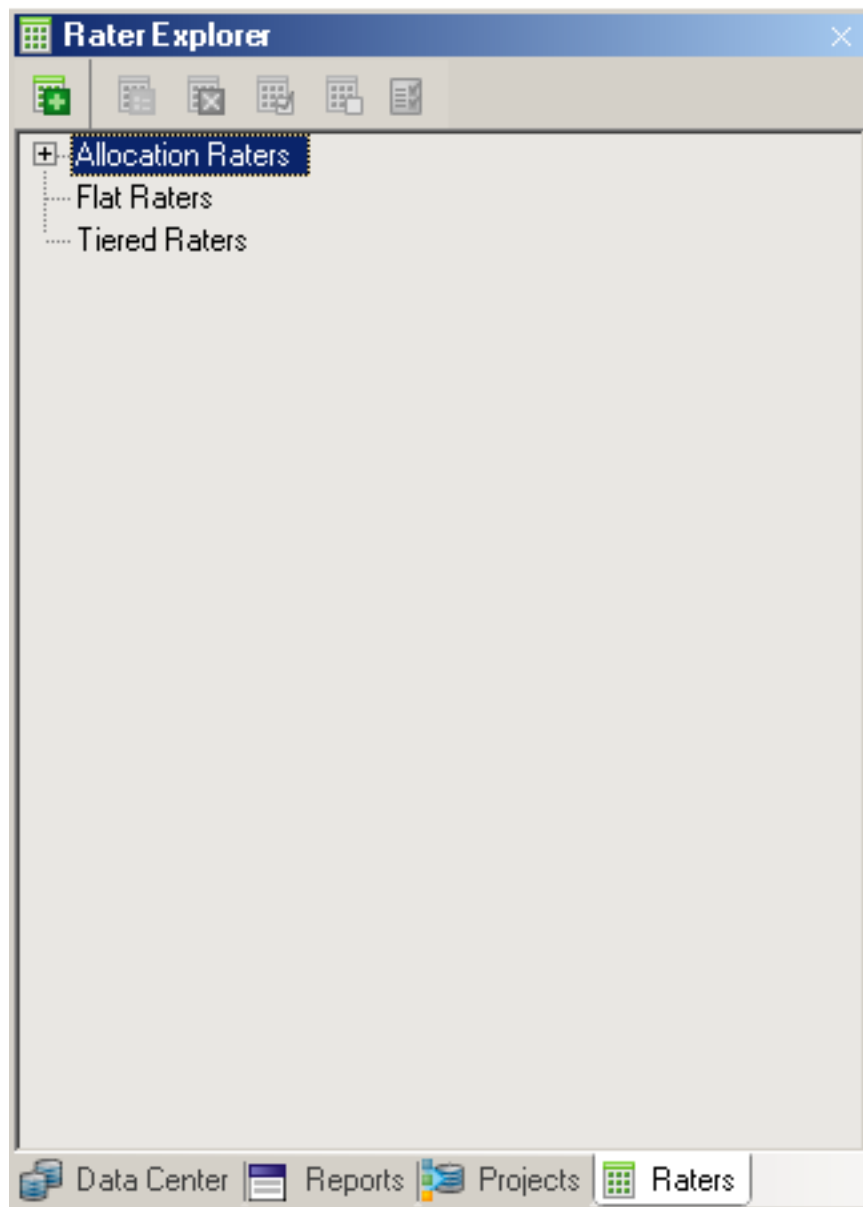 Rater Explorer
Allocation Raters
Flat Raters
Tiered Raters
Data Center Reports Projects Raters